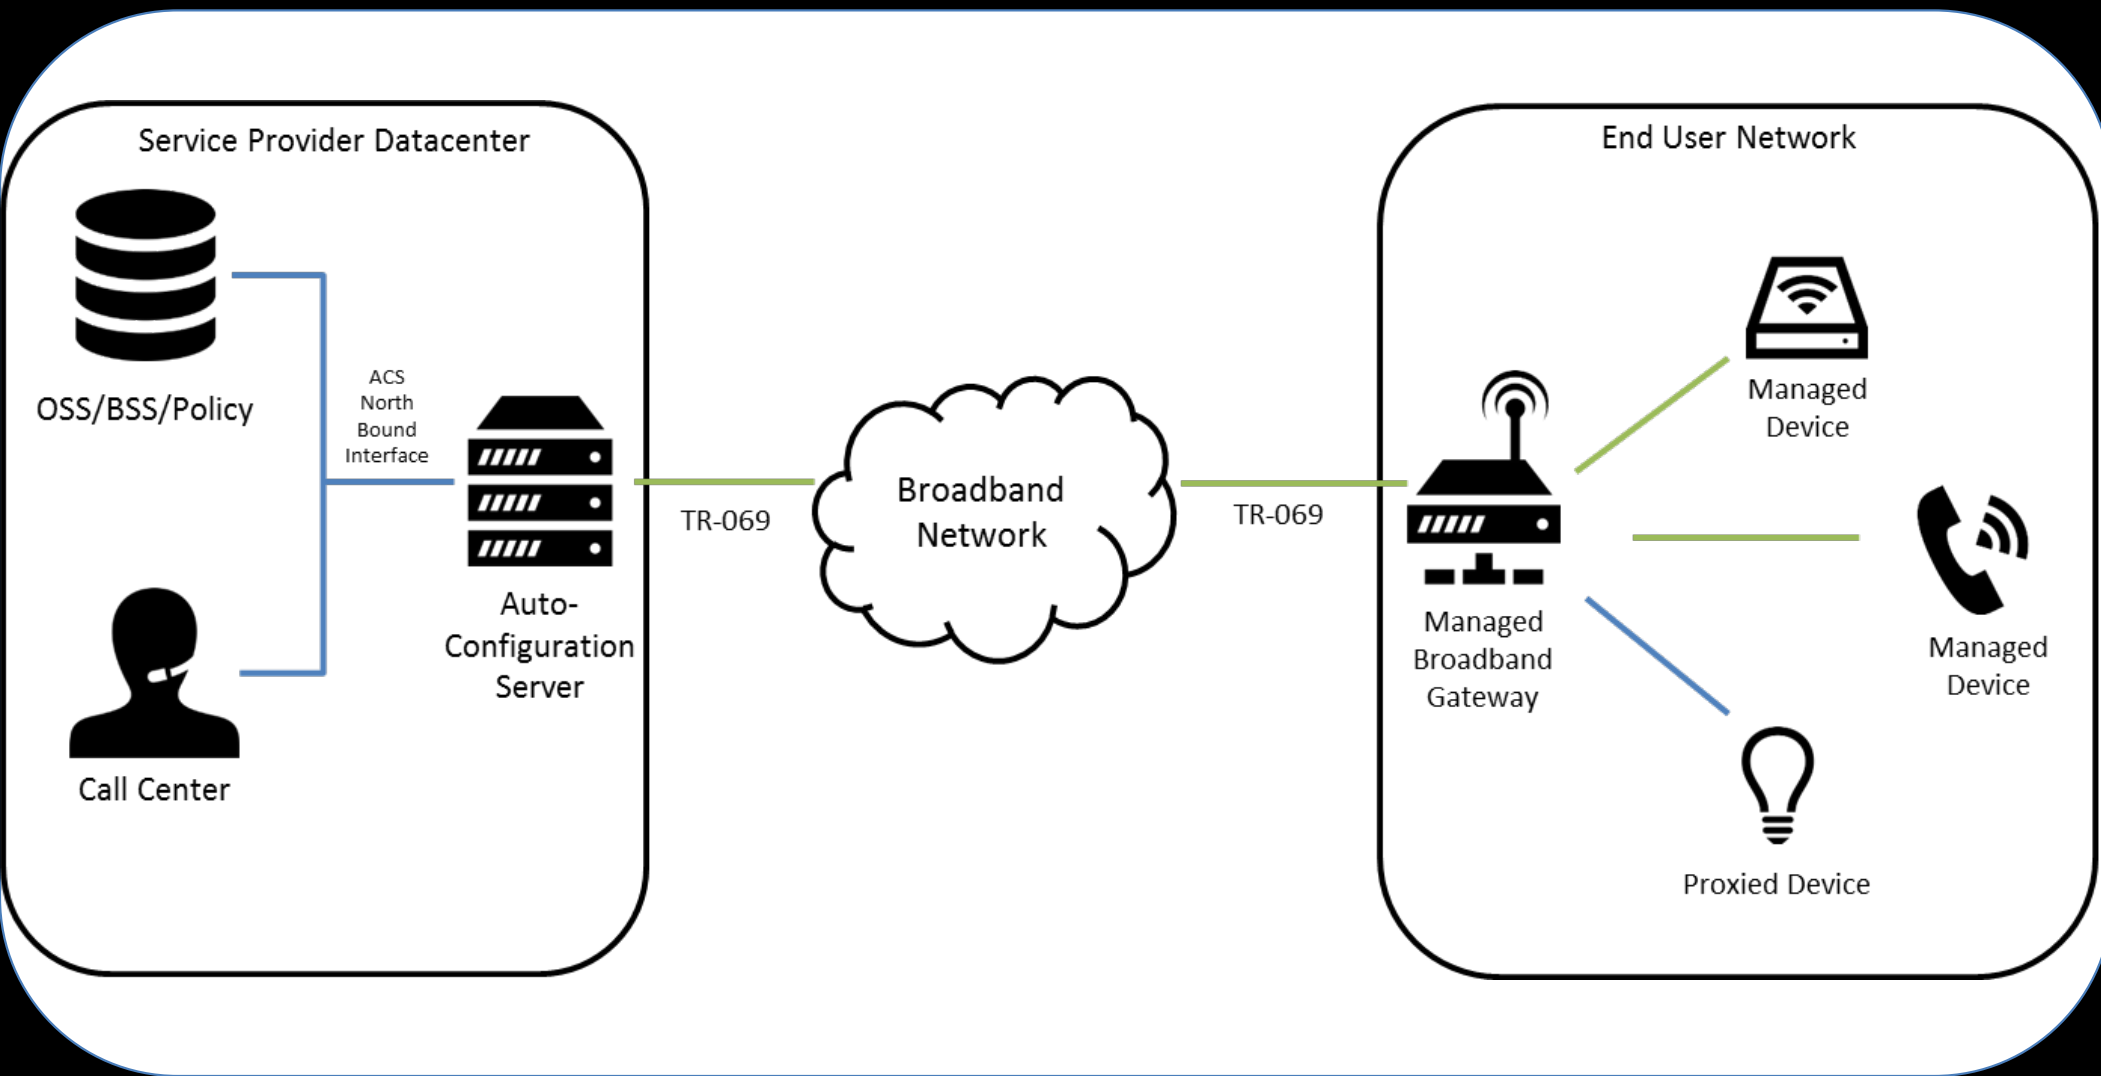 Service Provider Datacenter
OSS/BSS/Policy
ACS
North
Bound
Interface
Auto-
Configuration
Server
Call Center
TR-069
Broadband
Network
TR-069
End User Network
Managed
Device
Managed
Broadband
Gateway
Managed
Device
Proxied Device